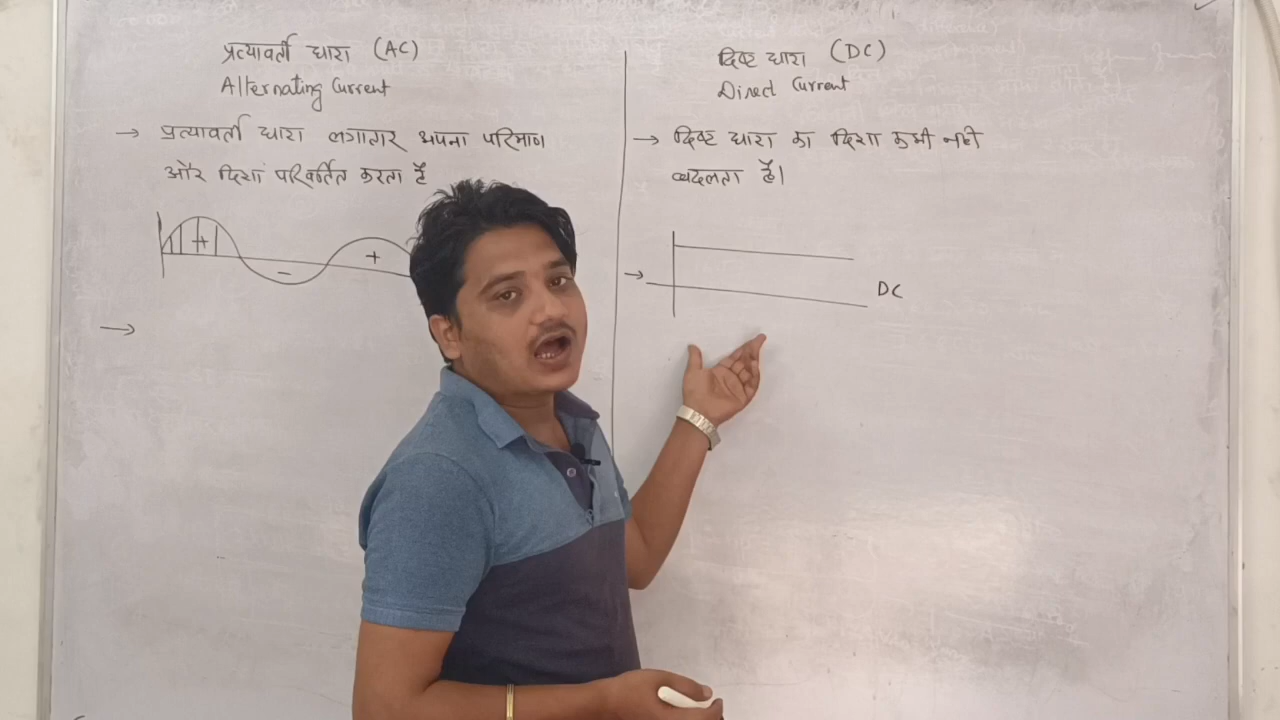 प्रत्यावर्ती धारा (AC)
Alternating Current
→ प्रत्यावर्ती धारा लगातार अपना परिमाण
और दिशा परिवर्तित करता है
+
-
+
→
दिष्ट धारा (DC)
Direct Current
→ दिष्ट धारा का दिशा कभी नही
बदलता है।
→
DC